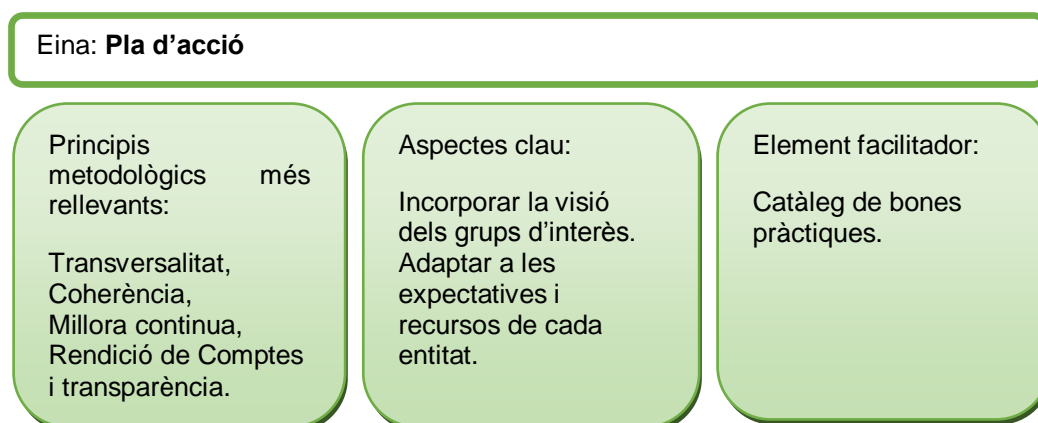 Eina: Pla d’acció
Principis
metodològics més
rellevants:
Transversalitat,
Coherència,
Millora continua,
Rendició de Comptes
i transparència.
Aspectes clau:
Incorporar la visió
dels grups d’interès.
Adaptar a les
expectatives i
recursos de cada
entitat.
Element facilitador:
Catàleg de bones
pràctiques.